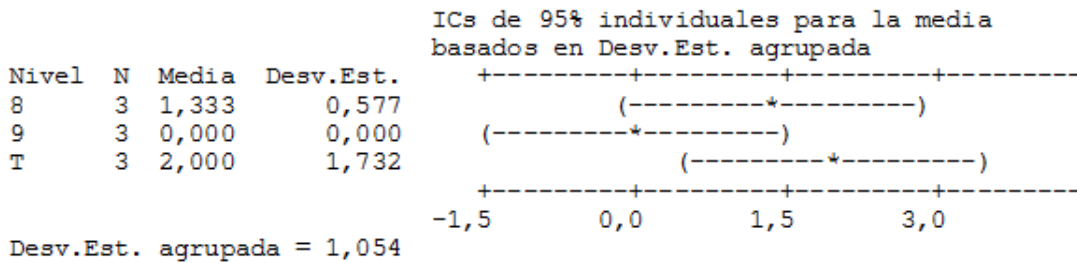 ICs de 95% individuales para la media
basados en Desv.Est. agrupada
Nivel  N  Media  Desv.Est.     +---------+---------+---------+---------
8      3  1,333      0,577              (---------*---------)
9      3  0,000      0,000     (---------*---------)
T      3  2,000      1,732                  (---------*---------)
+---------+---------+---------+---------
-1,5       0,0       1,5       3,0
Desv.Est. agrupada = 1,054